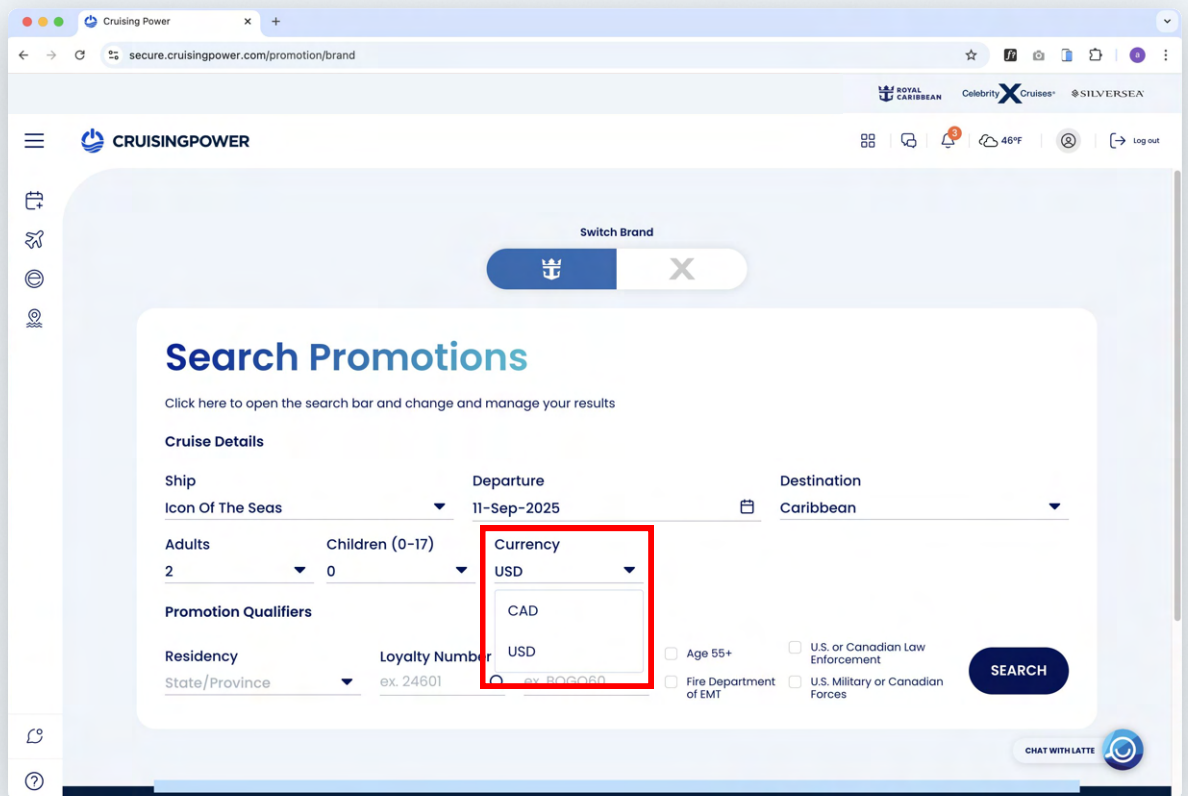 Cruising Power
secure.cruisingpower.com/promotion/brand
ROYAL
CARIBBEAN
Celebrity X Cruises
SILVERSEA
CRUISINGPOWER
3
46°F
Log out
Switch Brand
X
Search Promotions
Click here to open the search bar and change and manage your results
Cruise Details
Ship
Departure
Destination
Icon Of The Seas
11-Sep-2025
Caribbean
Adults
Children (0-17)
Currency
2
0
USD
CAD
USD
Promotion Qualifiers
Residency
Loyalty Number
State/Province
ex. 24601
ex. BOGO60
Age 55+
U.S. or Canadian Law
Enforcement
Fire Department
of EMT
U.S. Military or Canadian
Forces
SEARCH
CHAT WITH LATTE